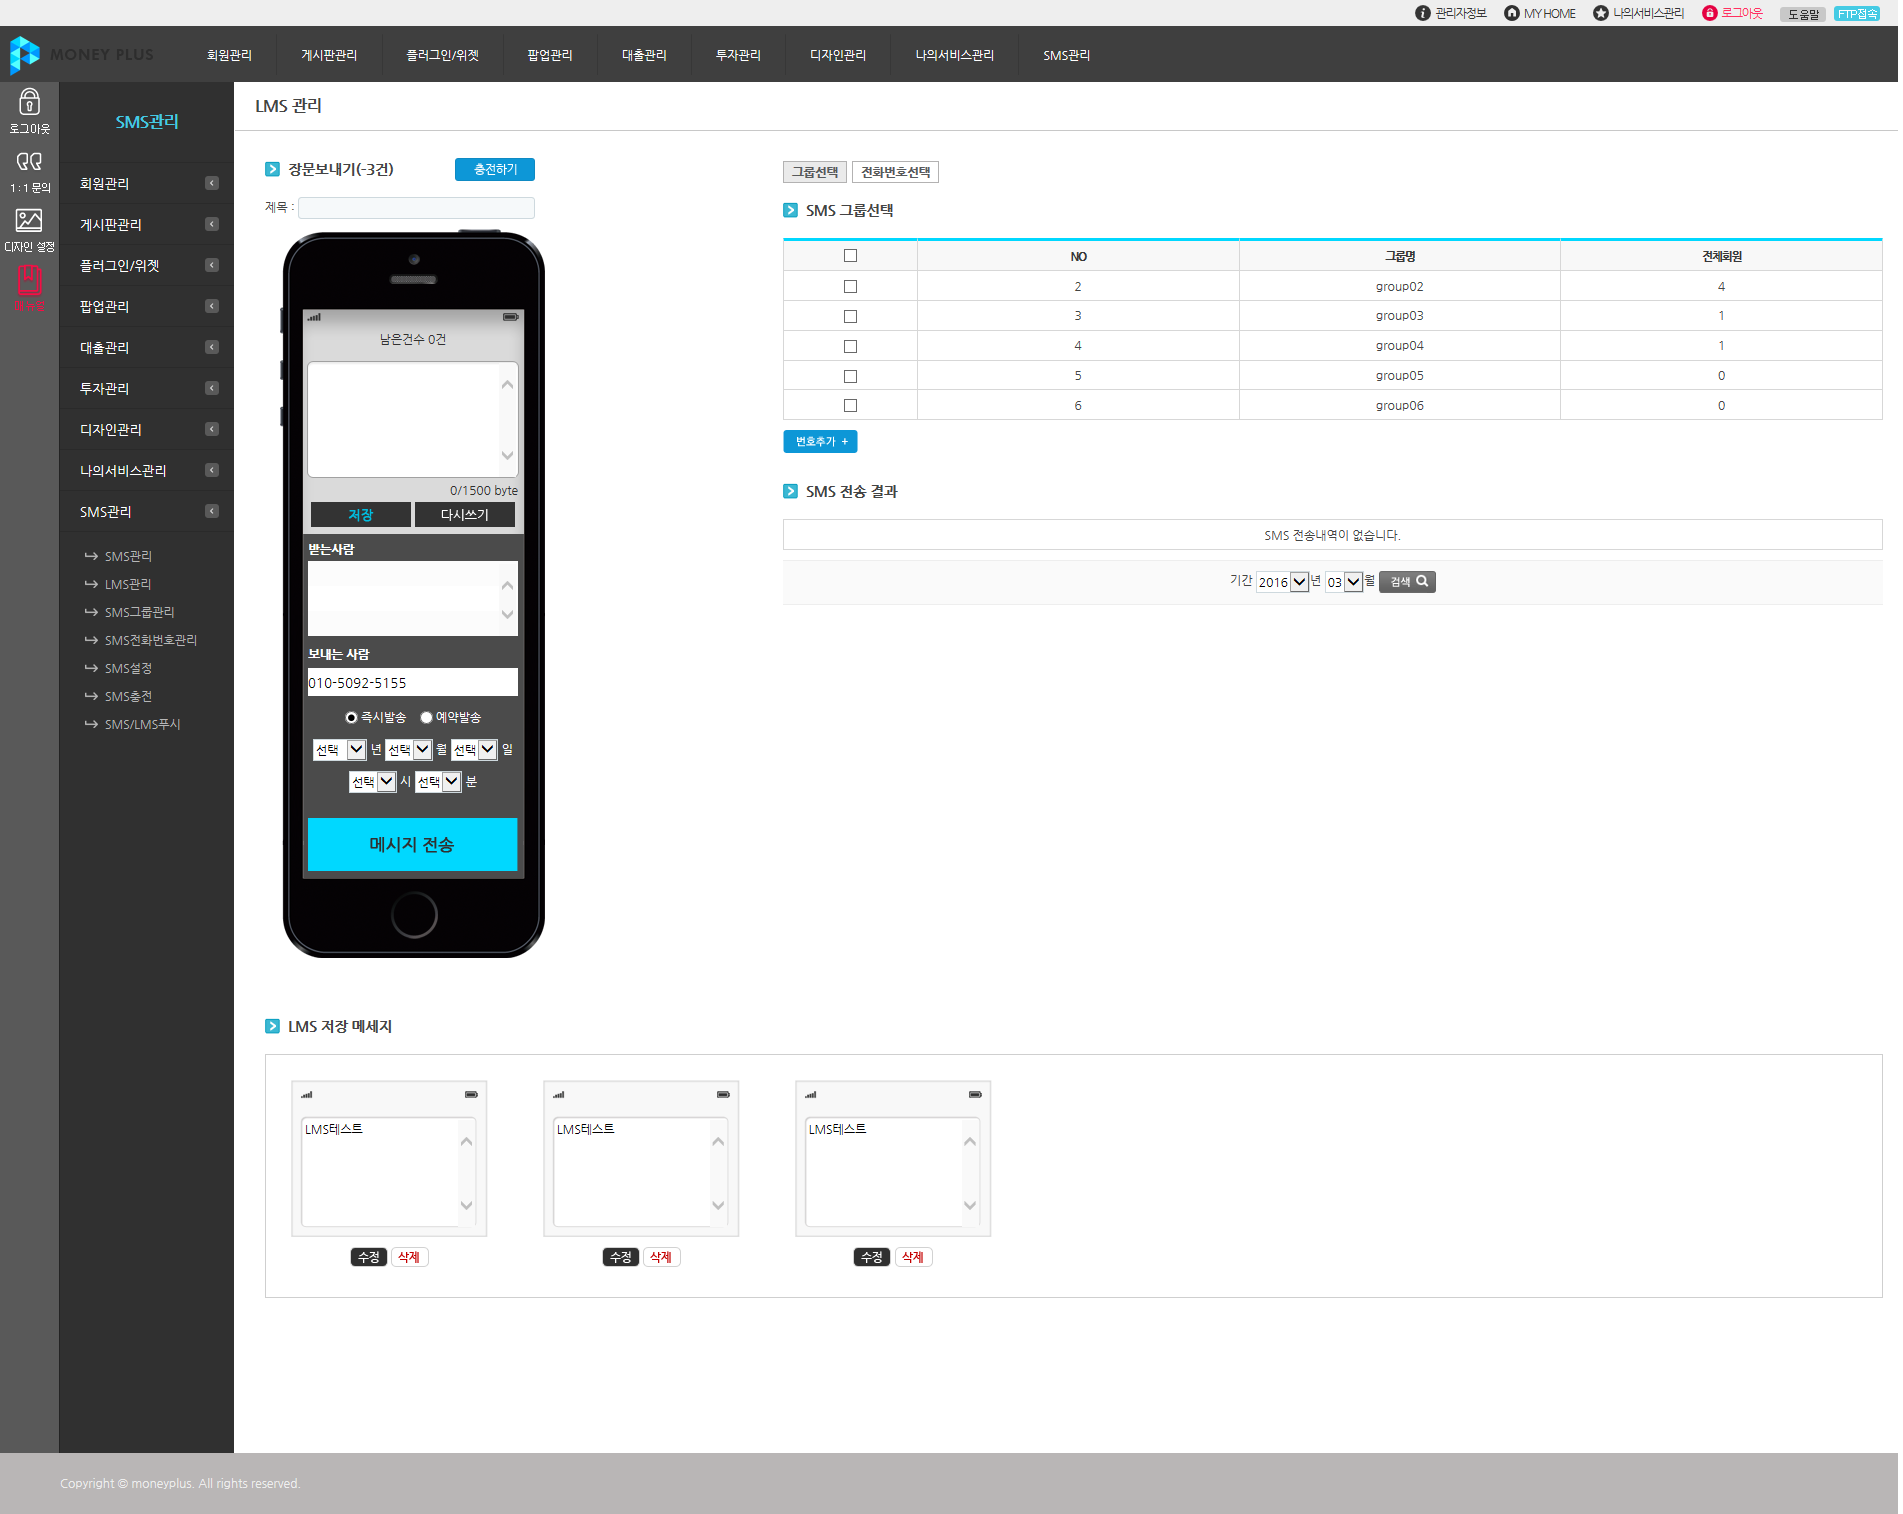 관리자정보 MY HOME 나의서비스관리 로그아웃 도움말 FTP접속
MONEY PLUS 회원관리 게시판관리 플러그인/위젯 팝업관리 대출관리 투자관리 디자인관리 나의서비스관리 SMS관리
로그아웃
1 : 1 문의
디자인 설정
SMS관리
회원관리
게시판관리
플러그인/위젯
팝업관리
대출관리
투자관리
디자인관리
나의서비스관리
SMS관리
SMS관리
LMS관리
SMS그룹관리
SMS전화번호관리
SMS설정
SMS충전
SMS/LMS푸시
LMS 관리
장문보내기(-3건) 충전하기
제목 :
남은건수 0건
0/1500 byte
저장 다시쓰기
받는사람
보내는 사람
010-5092-5155
즉시발송 예약발송
선택 년 선택 월 선택 일
선택 시 선택 분
메시지 전송
그룹선택 전화번호선택
SMS 그룹선택
NO 그룹명 전체회원
2 group02 4
3 group03 1
4 group04 1
5 group05 0
6 group06 0
번호추가 +
SMS 전송 결과
SMS 전송내역이 없습니다.
기간 2016 년 03 월 검색
LMS 저장 메세지
LMS테스트 LMS테스트 LMS테스트
수정 삭제 수정 삭제 수정 삭제
Copyright © moneyplus. All rights reserved.